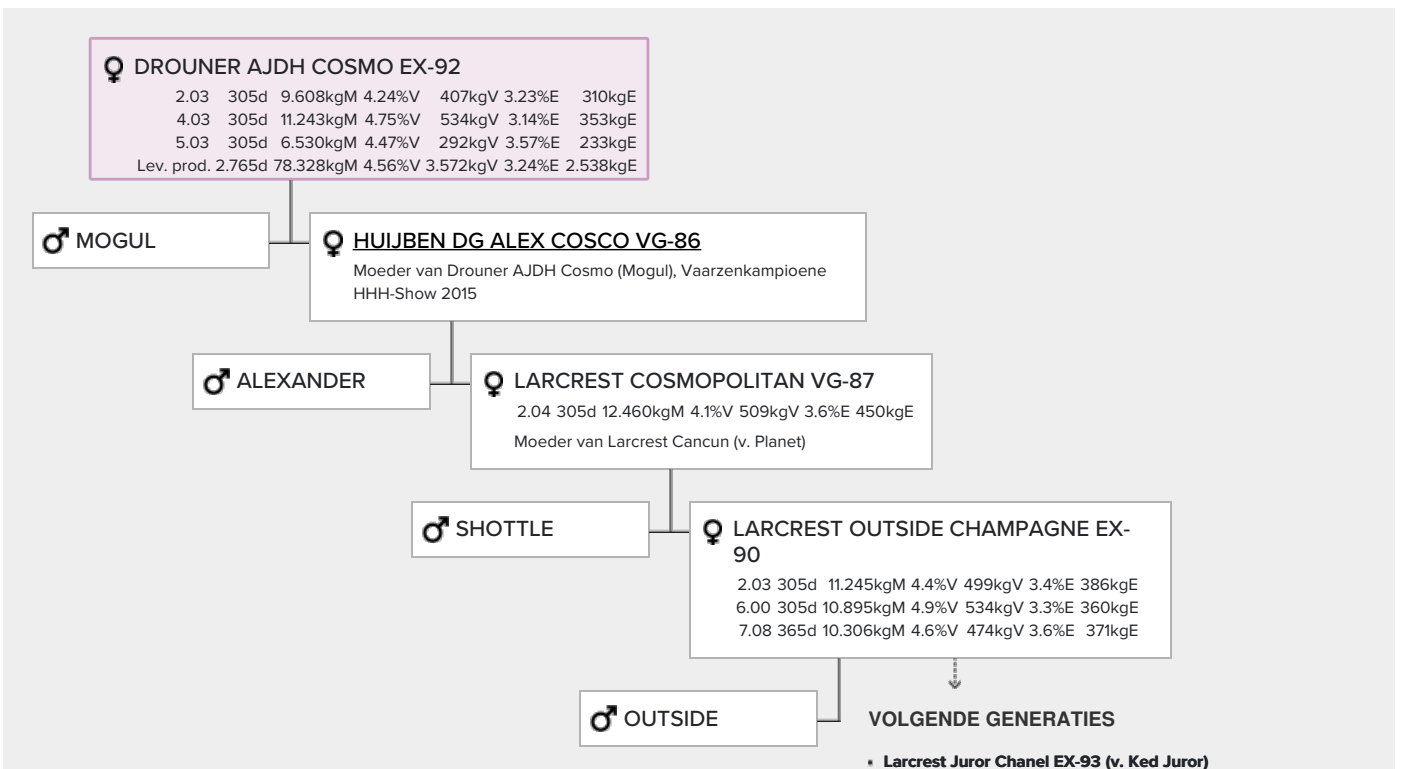 DROUNER AJDH COSMO EX-92
2.03 305d 9.608kgM 4.24%V 407kgV 3.23%E 310kgE
4.03 305d 11.243kgM 4.75%V 534kgV 3.14%E 353kgE
5.03 305d 6.530kgM 4.47%V 292kgV 3.57%E 233kgE
Lev. prod. 2.765d 78.328kgM 4.56%V 3.572kgV 3.24%E 2.538kgE
MOGUL
HUIJBEN DG ALEX COSCO VG-86
Moeder van Drouner AJDH Cosmo (Mogul), Vaarzenkampioene
HHH-Show 2015
ALEXANDER
LARCREST COSMOPOLITAN VG-87
2.04 305d 12.460kgM 4.1%V 509kgV 3.6%E 450kgE
Moeder van Larcrest Cancun (v. Planet)
SHOTTLE
LARCREST OUTSIDE CHAMPAGNE EX-
90
2.03 305d 11.245kgM 4.4%V 499kgV 3.4%E 386kgE
6.00 305d 10.895kgM 4.9%V 534kgV 3.3%E 360kgE
7.08 365d 10.306kgM 4.6%V 474kgV 3.6%E 371kgE
OUTSIDE
VOLGENDE GENERATIES
▪ Larcrest Juror Chanel EX-93 (v. Ked Juror)